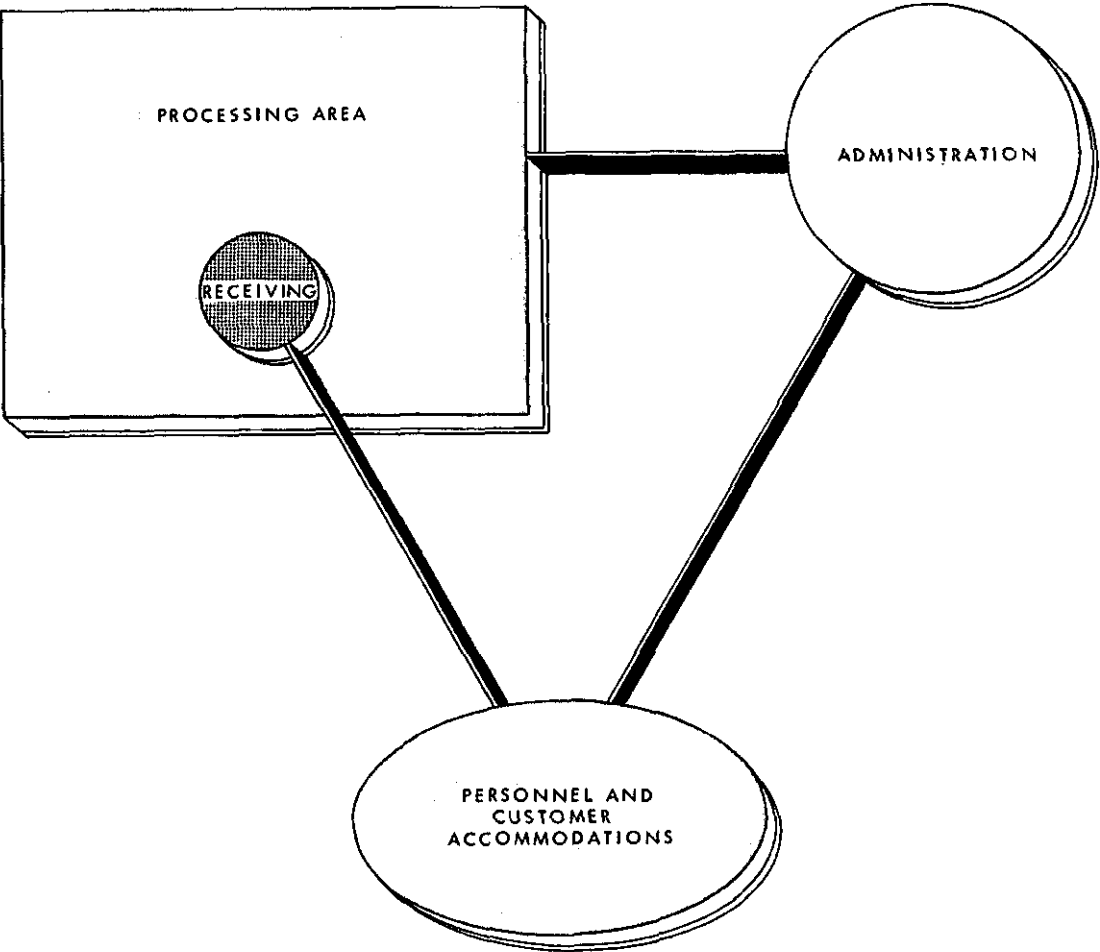 PROCESSING AREA
ADMINISTRATION
RECEIVING
PERSONNEL AND
CUSTOMER
ACCOMMODATIONS